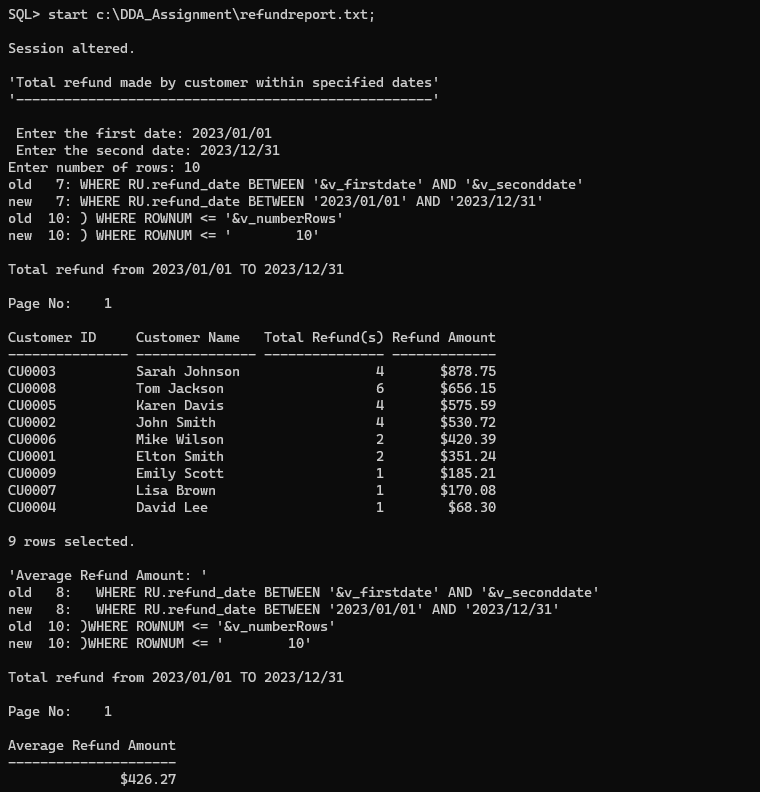 SQL> start c:\DDA_Assignment\refundreport.txt;
Session altered.
'Total refund made by customer within specified dates'
'----------------------------------------------------'
Enter the first date: 2023/01/01
Enter the second date: 2023/12/31
Enter number of rows: 10
old   7: WHERE RU.refund_date BETWEEN '&v_firstdate' AND '&v_seconddate'
new   7: WHERE RU.refund_date BETWEEN '2023/01/01' AND '2023/12/31'
old  10: ) WHERE ROWNUM <= '&v_numberRows'
new  10: ) WHERE ROWNUM <= '        10'
Total refund from 2023/01/01 TO 2023/12/31
Page No:    1
Customer ID     Customer Name   Total Refund(s) Refund Amount
--------------- --------------- --------------- -------------
CU0003          Sarah Johnson                 4       $878.75
CU0008          Tom Jackson                   6       $656.15
CU0005          Karen Davis                   4       $575.59
CU0002          John Smith                    4       $530.72
CU0006          Mike Wilson                   2       $420.39
CU0001          Elton Smith                   2       $351.24
CU0009          Emily Scott                   1       $185.21
CU0007          Lisa Brown                    1       $170.08
CU0004          David Lee                     1        $68.30
9 rows selected.
'Average Refund Amount: '
old   8:   WHERE RU.refund_date BETWEEN '&v_firstdate' AND '&v_seconddate'
new   8:   WHERE RU.refund_date BETWEEN '2023/01/01' AND '2023/12/31'
old  10: )WHERE ROWNUM <= '&v_numberRows'
new  10: )WHERE ROWNUM <= '        10'
Total refund from 2023/01/01 TO 2023/12/31
Page No:    1
Average Refund Amount
---------------------
$426.27